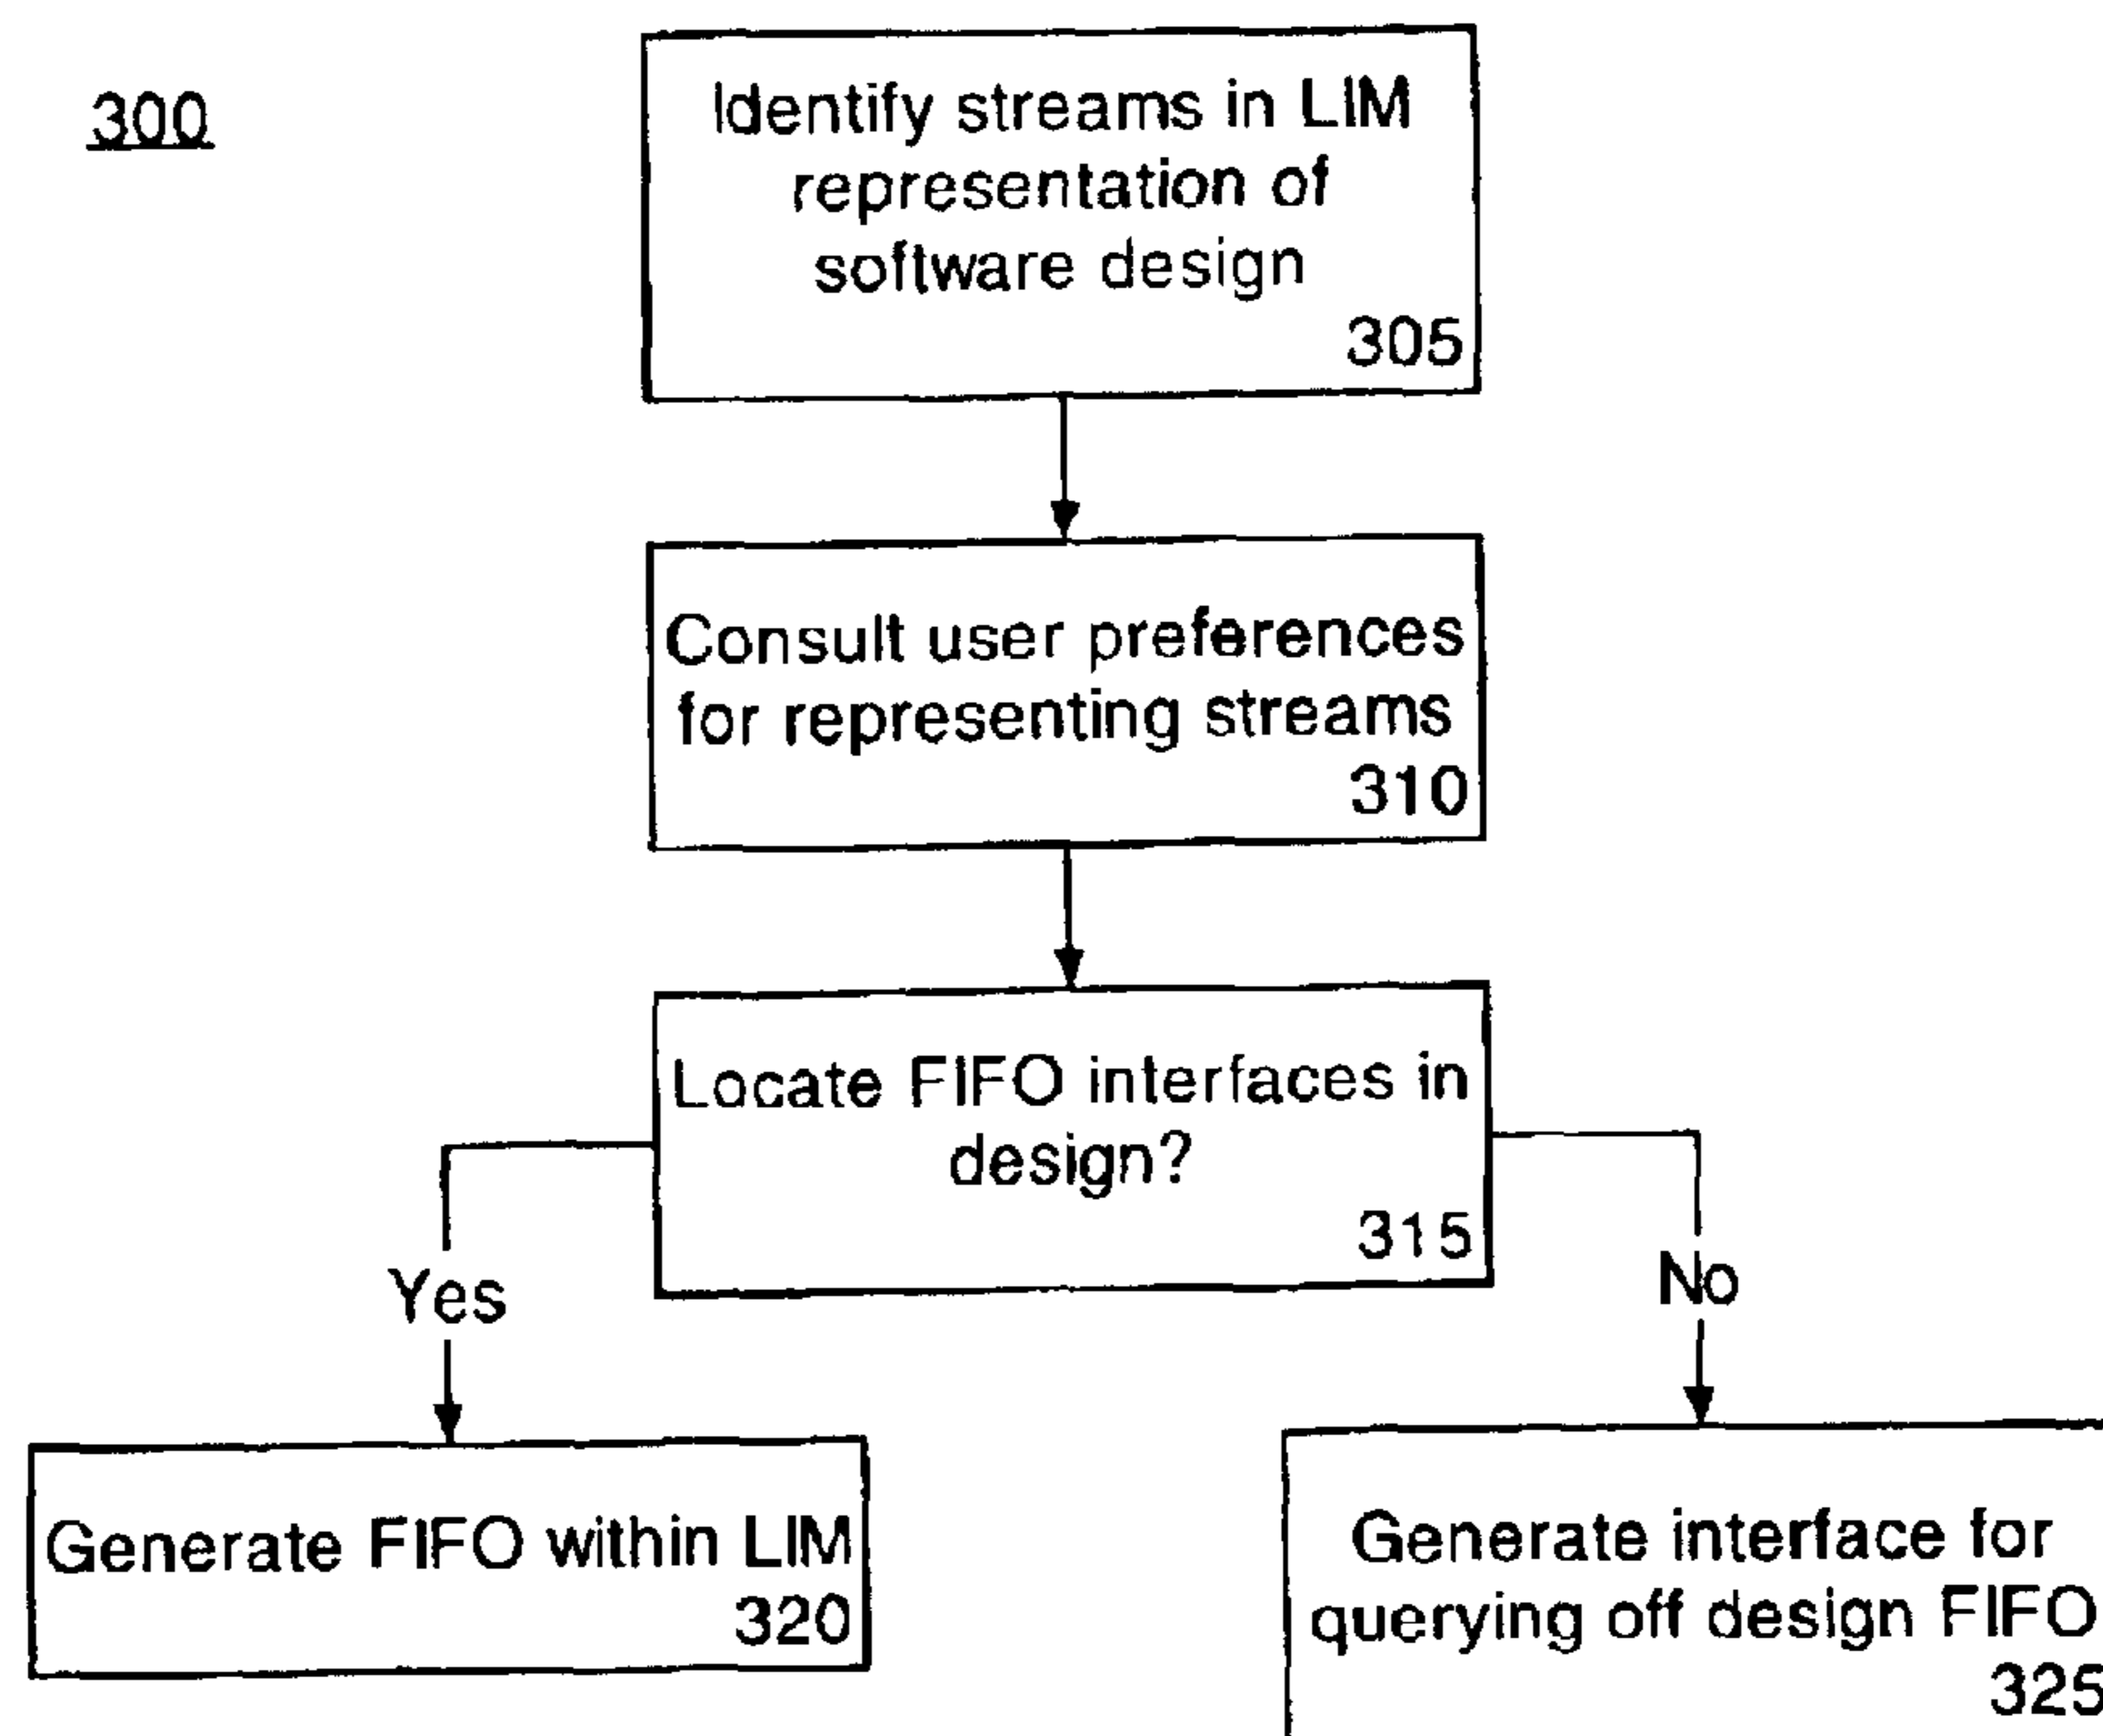 300
Identify streams in LIM
representation of
software design
305
Consult user preferences
for representing streams
310
Locate FIFO interfaces in
design?
315
Yes
No
Generate FIFO within LIM
320
Generate interface for
querying off design FIFO
325